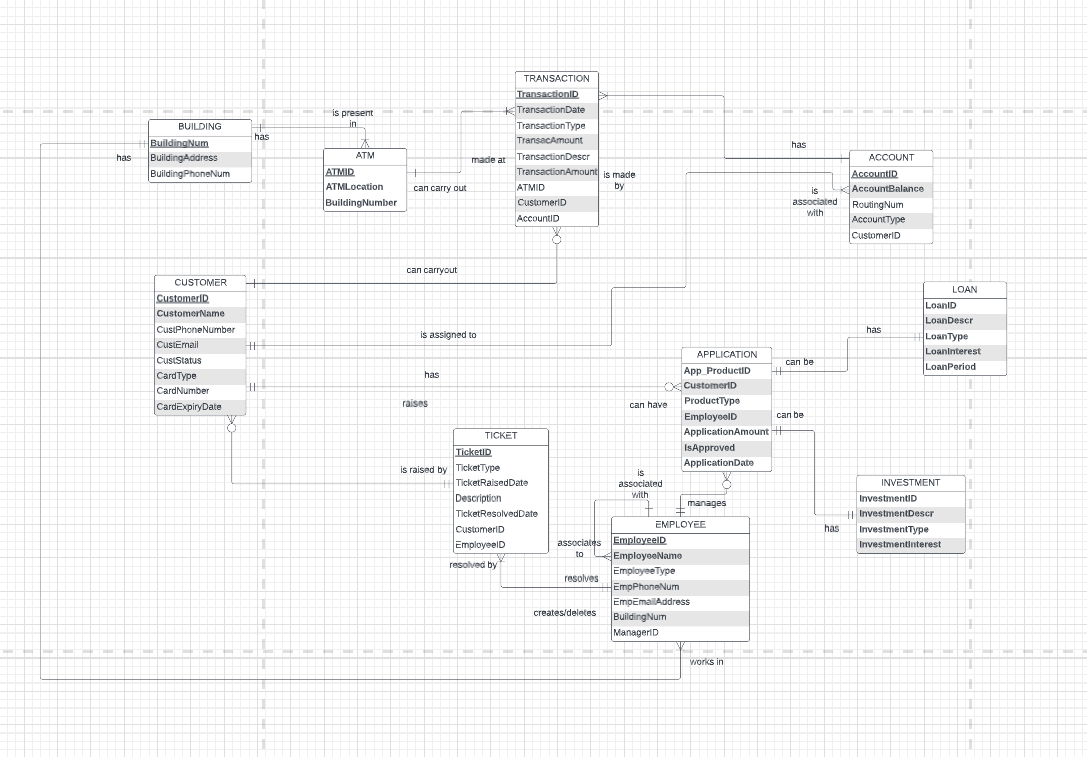 TRANSACTION
TransactionID
TransactionDate
TransactionType
TransacAmount
TransactionDescr
TransactionAmount
ATMID
CustomerID
AccountID
is present
in
BUILDING
BuildingNum
BuildingAddress
BuildingPhoneNum
has
has
ATM
ATMID
ATMLocation
BuildingNumber
made at
can carry out
is made
by
has
ACCOUNT
AccountID
AccountBalance
RoutingNum
AccountType
CustomerID
is
associated
with
can carryout
CUSTOMER
CustomerID
CustomerName
CustPhoneNumber
CustEmail
CustStatus
CardType
CardNumber
CardExpiryDate
is assigned to
has
raises
LOAN
LoanID
LoanDescr
LoanType
LoanInterest
LoanPeriod
has
can be
APPLICATION
App_ProductID
CustomerID
ProductType
EmployeeID
ApplicationAmount
IsApproved
ApplicationDate
can have
can be
TICKET
TicketID
TicketType
TicketRaisedDate
Description
TicketResolvedDate
CustomerID
EmployeeID
is raised by
resolved by
is
associated
with
manages
INVESTMENT
InvestmentID
InvestmentDescr
InvestmentType
InvestmentInterest
has
EMPLOYEE
EmployeeID
EmployeeName
EmployeeType
EmpPhoneNum
EmpEmailAddress
BuildingNum
ManagerID
associates
to
resolves
creates/deletes
works in